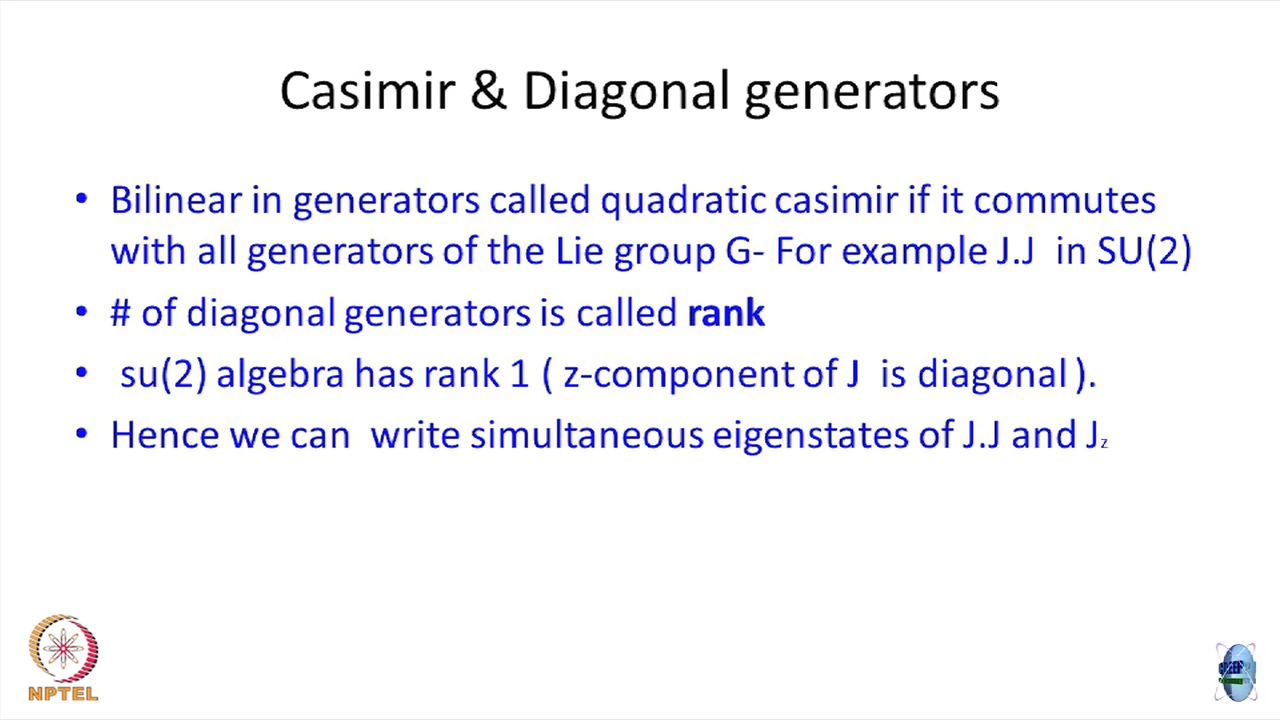 Casimir & Diagonal generators
• Bilinear in generators called quadratic casimir if it commutes
with all generators of the Lie group G- For example J.J in SU(2)
• # of diagonal generators is called rank
• su(2) algebra has rank 1 ( z-component of J is diagonal ).
• Hence we can write simultaneous eigenstates of J.J and Jz
NPTEL